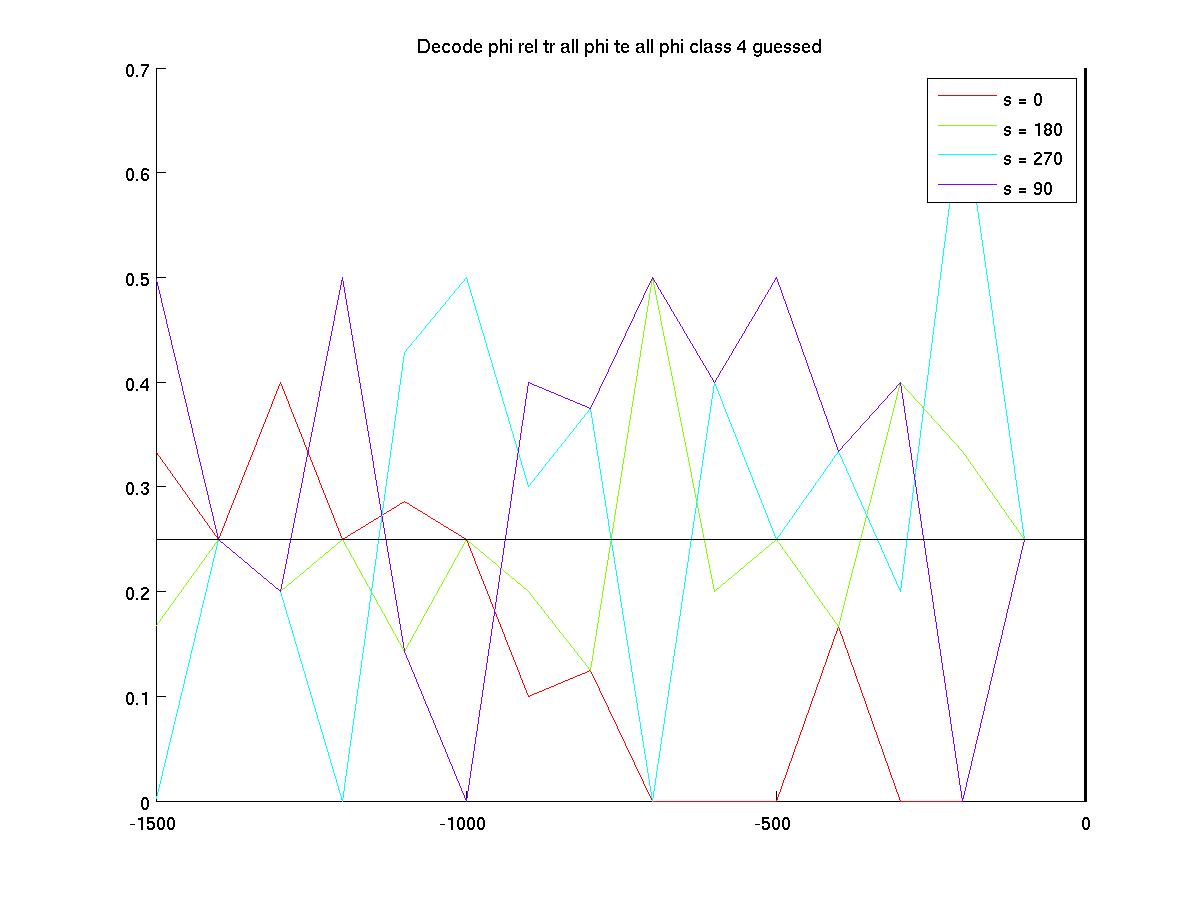 Decode phi rel tr all phi te all phi class 4 guessed
0.7
0.6
0.5
0.4
0.3
0.2
0.1
0
-1500
-1000
-500
0
s = 0
s = 180
s = 270
s = 90